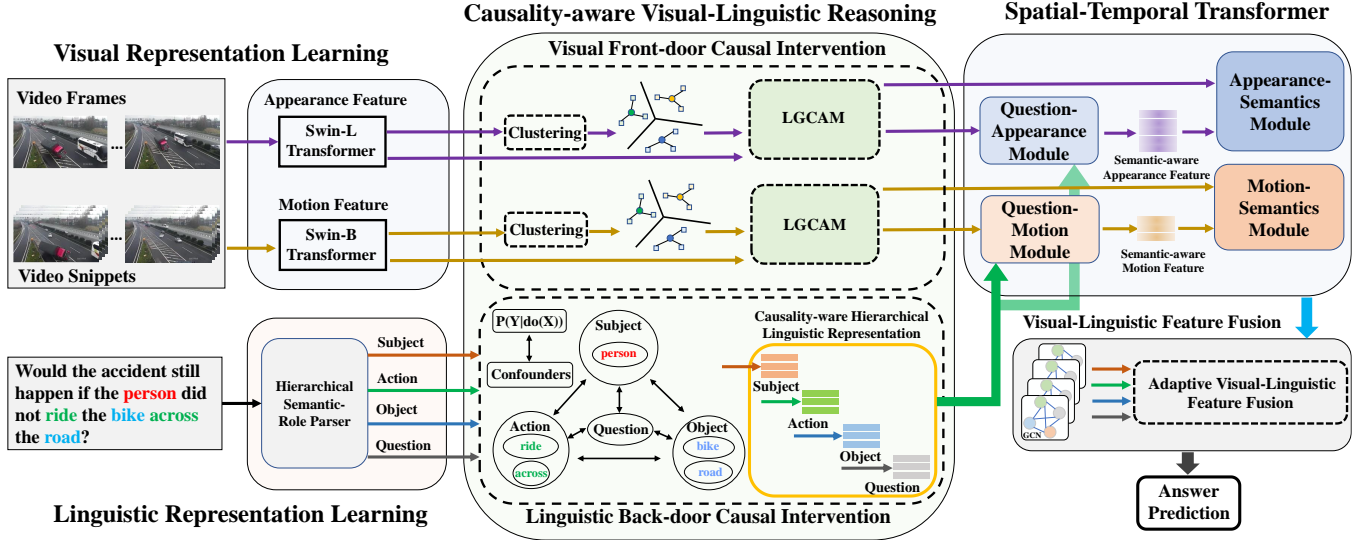 Causality-aware Visual-Linguistic Reasoning
Spatial-Temporal Transformer
Visual Representation Learning
Video Frames
...
...
Video Snippets
Appearance Feature
Swin-L
Transformer
Motion Feature
Swin-B
Transformer
Visual Front-door Causal Intervention
Clustering
LGCAM
Clustering
LGCAM
Question-
Appearance
Module
Semantic-aware
Appearance Feature
Appearance-
Semantics
Module
Question-
Motion
Module
Semantic-aware
Motion Feature
Motion-
Semantics
Module
Would the accident still
happen if the person did
not ride the bike across
the road?
Hierarchical
Semantic-
Role Parser
Subject
Action
Object
Question
Linguistic Representation Learning
P(Y|do(X))
Confounders
Subject
person
Action
ride
across
Question
Object
bike
road
Causality-ware Hierarchical
Linguistic Representation
Subject
Action
Object
Question
Linguistic Back-door Causal Intervention
Visual-Linguistic Feature Fusion
GCN
Adaptive Visual-Linguistic
Feature Fusion
Answer
Prediction